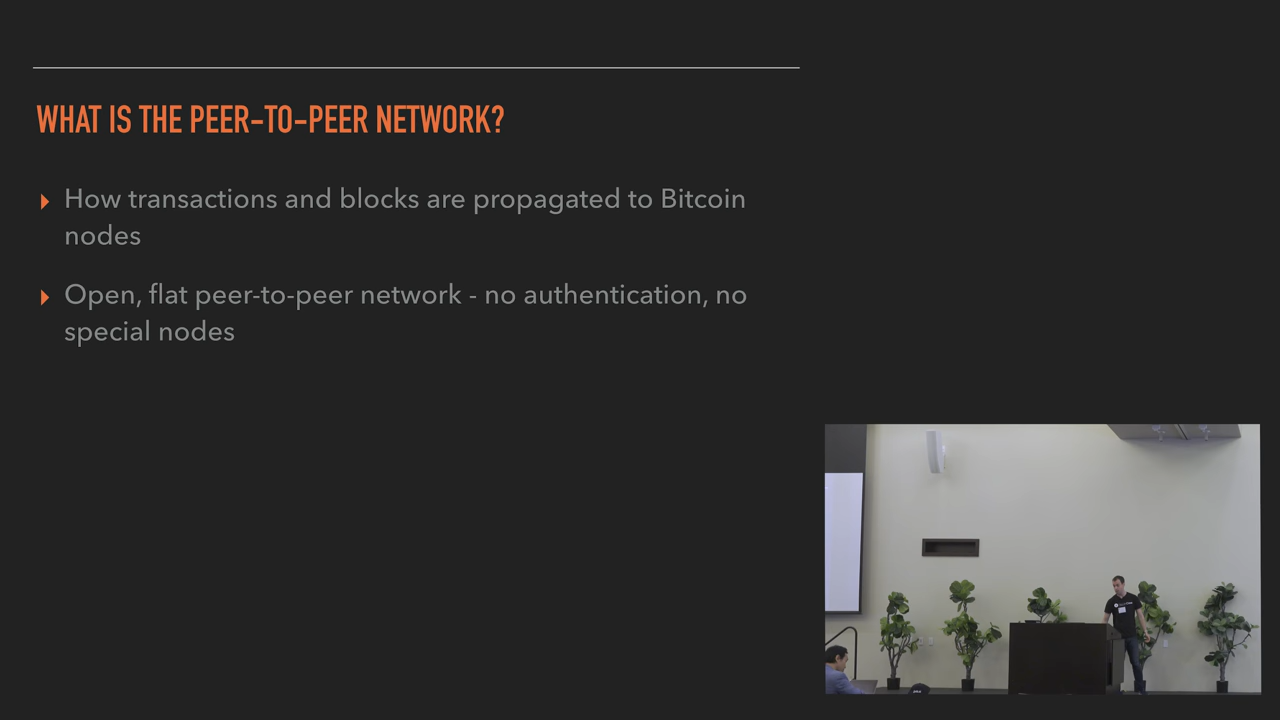 WHAT IS THE PEER-TO-PEER NETWORK?
How transactions and blocks are propagated to Bitcoin
nodes
Open, flat peer-to-peer network - no authentication, no
special nodes